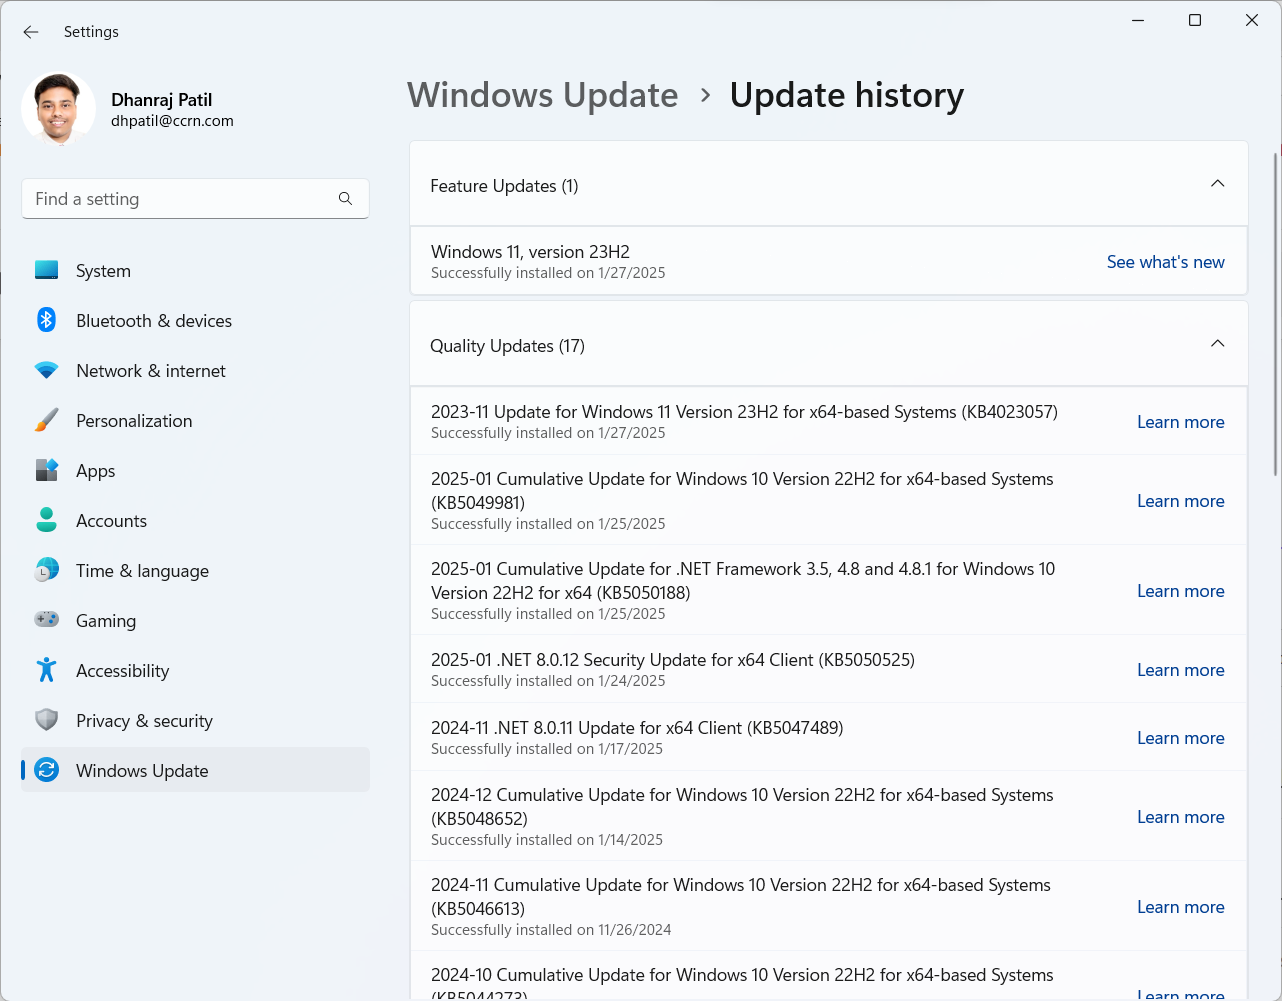 Settings
Dhanraj Patil
dhpatil@ccrn.com
Find a setting
System
Bluetooth & devices
Network & internet
Personalization
Apps
Accounts
Time & language
Gaming
Accessibility
Privacy & security
Windows Update
Windows Update > Update history
Feature Updates (1)
Windows 11, version 23H2
Successfully installed on 1/27/2025
See what's new
Quality Updates (17)
2023-11 Update for Windows 11 Version 23H2 for x64-based Systems (KB4023057)
Successfully installed on 1/27/2025
Learn more
2025-01 Cumulative Update for Windows 10 Version 22H2 for x64-based Systems
(KB5049981)
Successfully installed on 1/25/2025
Learn more
2025-01 Cumulative Update for .NET Framework 3.5, 4.8 and 4.8.1 for Windows 10
Version 22H2 for x64 (KB5050188)
Successfully installed on 1/25/2025
Learn more
2025-01 .NET 8.0.12 Security Update for x64 Client (KB5050525)
Successfully installed on 1/24/2025
Learn more
2024-11 .NET 8.0.11 Update for x64 Client (KB5047489)
Successfully installed on 1/17/2025
Learn more
2024-12 Cumulative Update for Windows 10 Version 22H2 for x64-based Systems
(KB5048652)
Successfully installed on 1/14/2025
Learn more
2024-11 Cumulative Update for Windows 10 Version 22H2 for x64-based Systems
(KB5046613)
Successfully installed on 11/26/2024
Learn more
2024-10 Cumulative Update for Windows 10 Version 22H2 for x64-based Systems
(KB5044273)
Learn more